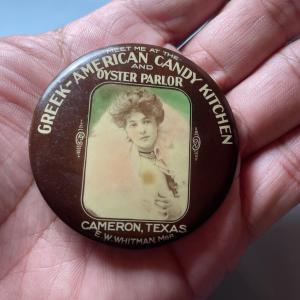 MEET ME AT THE
GREEK-AMERICAN CANDY KITCHEN
AND
OYSTER PARLOR
CAMERON, TEXAS
E.W. WHITMAN, MGR.